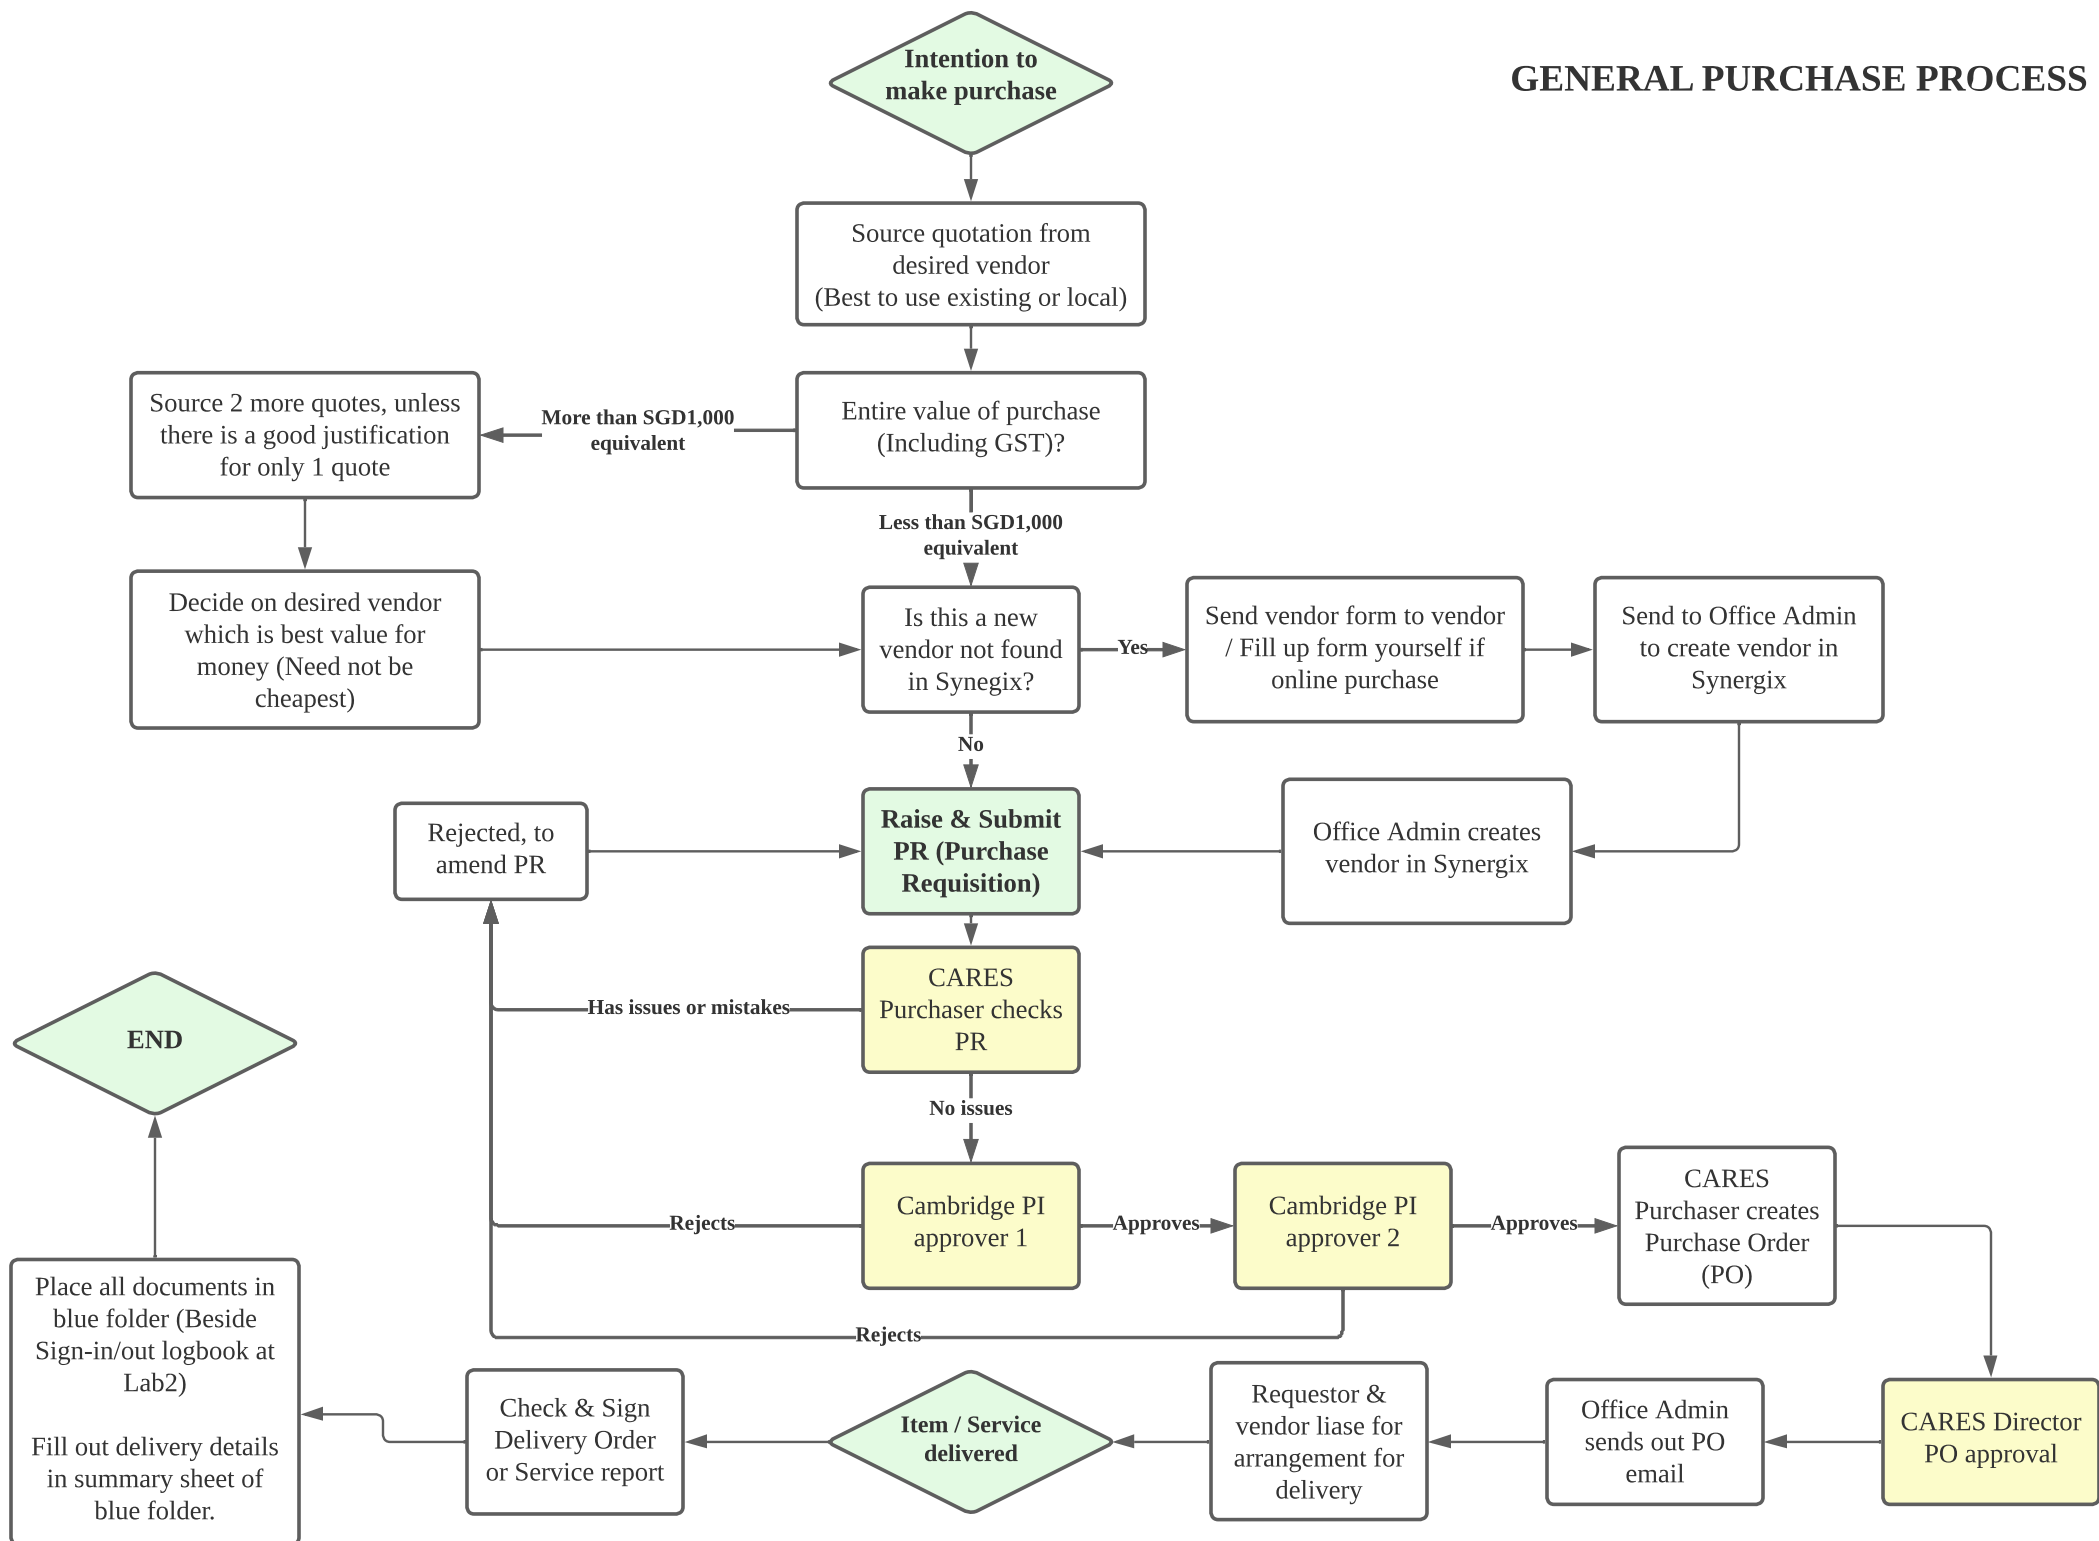 Intention to
make purchase
GENERAL PURCHASE PROCESS
Source quotation from
desired vendor
(Best to use existing or local)
Entire value of purchase
(Including GST)?
More than SGD1,000
equivalent
Source 2 more quotes, unless
there is a good justification
for only 1 quote
Less than SGD1,000
equivalent
Decide on desired vendor
which is best value for
money (Need not be
cheapest)
Is this a new
vendor not found
in Synegix?
Yes
Send vendor form to vendor
/ Fill up form yourself if
online purchase
Send to Office Admin
to create vendor in
Synergix
No
Rejected, to
amend PR
Raise & Submit
PR (Purchase
Requisition)
Office Admin creates
vendor in Synergix
CARES
Purchaser checks
PR
Has issues or mistakes
No issues
Cambridge PI
approver 1
Rejects
Approves
Cambridge PI
approver 2
Approves
Rejects
CARES
Purchaser creates
Purchase Order
(PO)
CARES Director
PO approval
Office Admin
sends out PO
email
Requestor &
vendor liase for
arrangement for
delivery
Item / Service
delivered
Check & Sign
Delivery Order
or Service report
Place all documents in
blue folder (Beside
Sign-in/out logbook at
Lab2)
Fill out delivery details
in summary sheet of
blue folder.
END